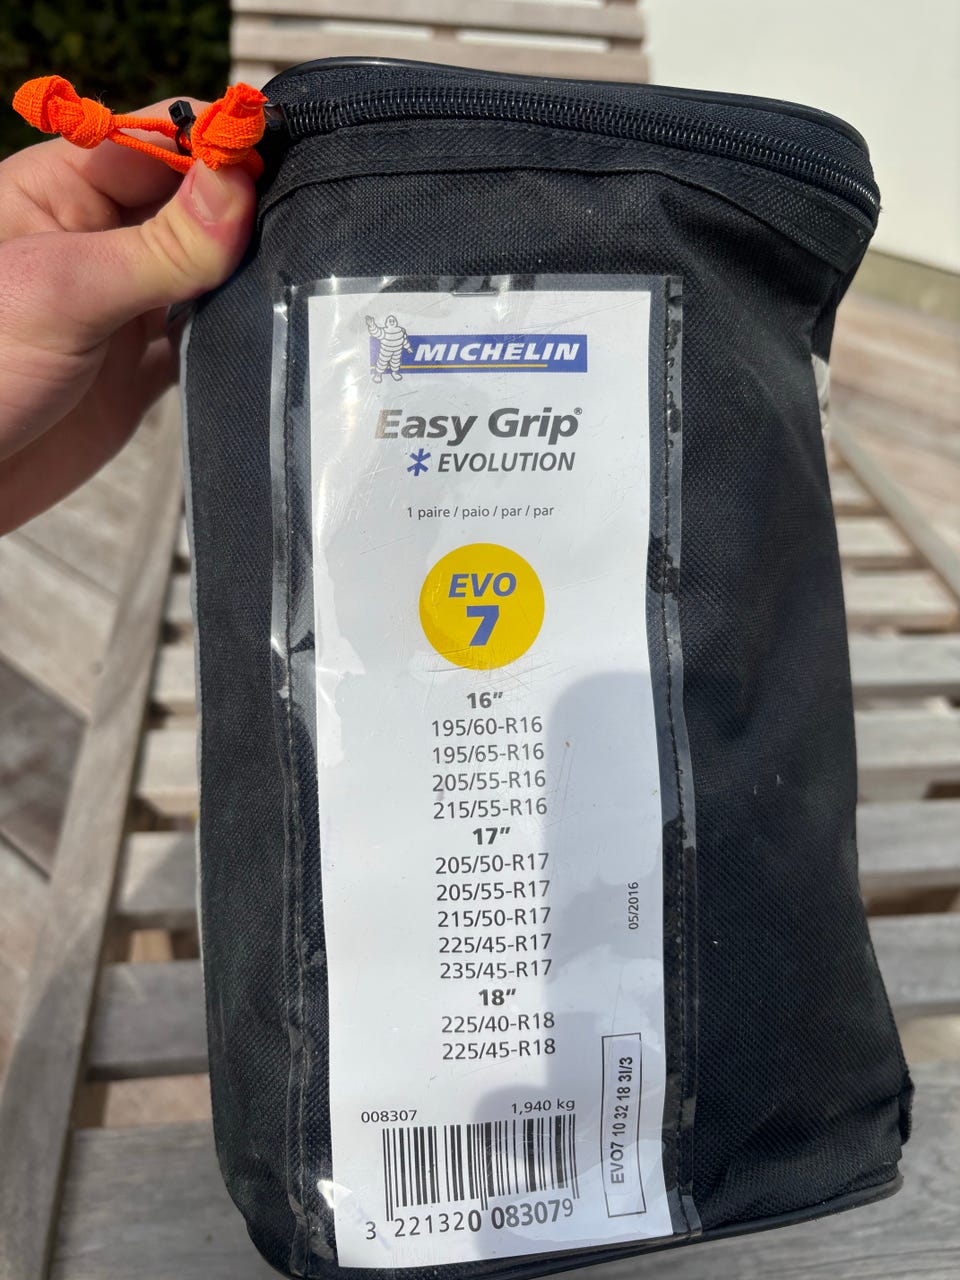 MICHELIN
Easy Grip®
EVOLUTION
1 paire / paio / par / par
EVO
7
16"
195/60-R16
195/65-R16
205/55-R16
215/55-R16
17"
205/50-R17
205/55-R17
215/50-R17
225/45-R17
235/45-R17
18"
225/40-R18
225/45-R18
05/2016
008307 1,940 kg
3 221320 083079
EVO7 10 32 18 3I/3